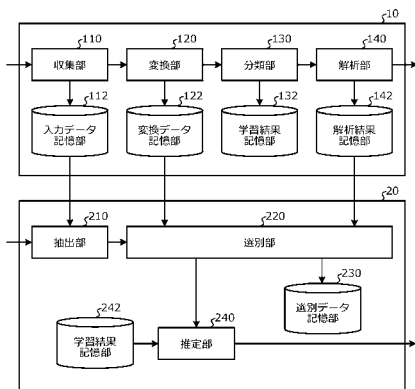 10
110
120
130
140
収集部
変換部
分類部
解析部
112
122
132
142
入力データ
記憶部
変換データ
記憶部
学習結果
記憶部
解析結果
記憶部
20
210
220
抽出部
選別部
230
選別データ
記憶部
242
240
学習結果
記憶部
推定部